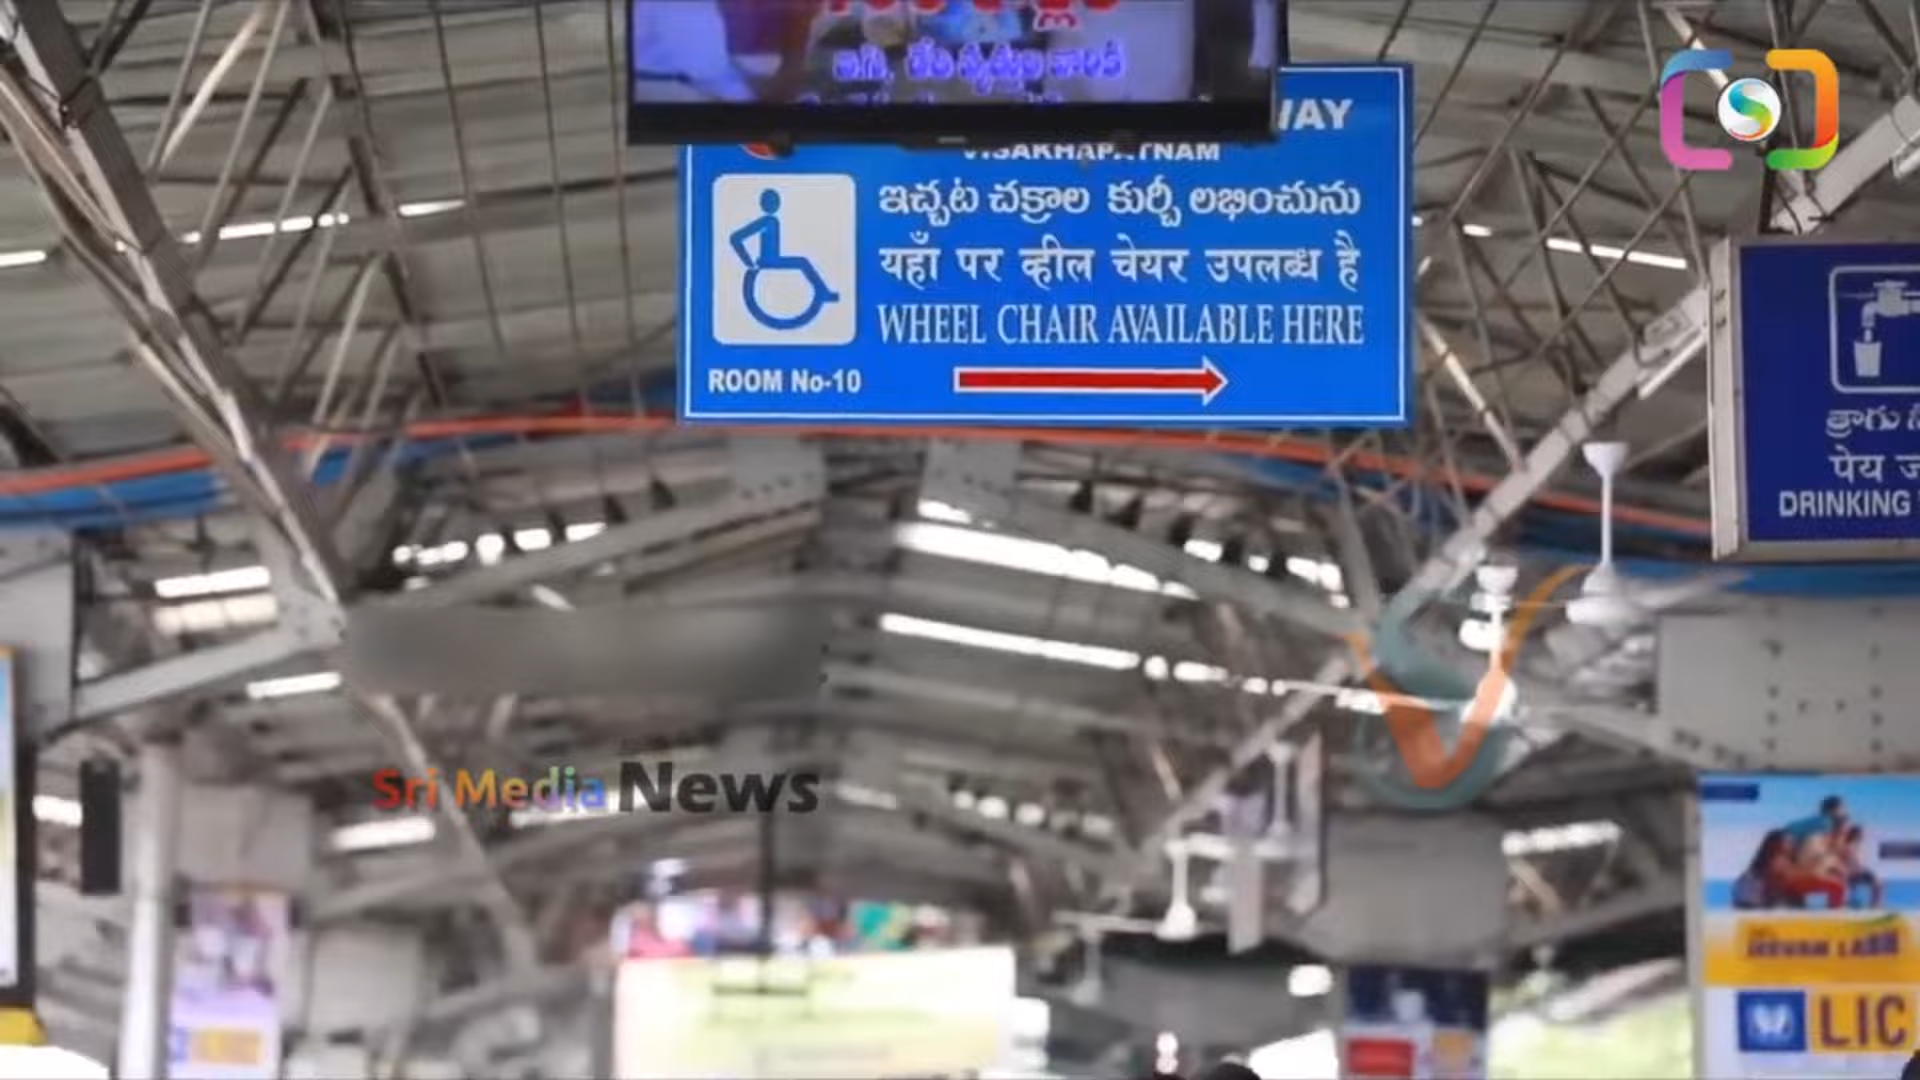 WAY
VISAKHAPATNAM
ఇచ్చట చక్రాల కుర్చీ లభించును
यहाँ पर व्हील चेयर उपलब्ध है
WHEEL CHAIR AVAILABLE HERE
ROOM No-10
త్రాగు
पेय
DRINKING
Sri Media News
LIC